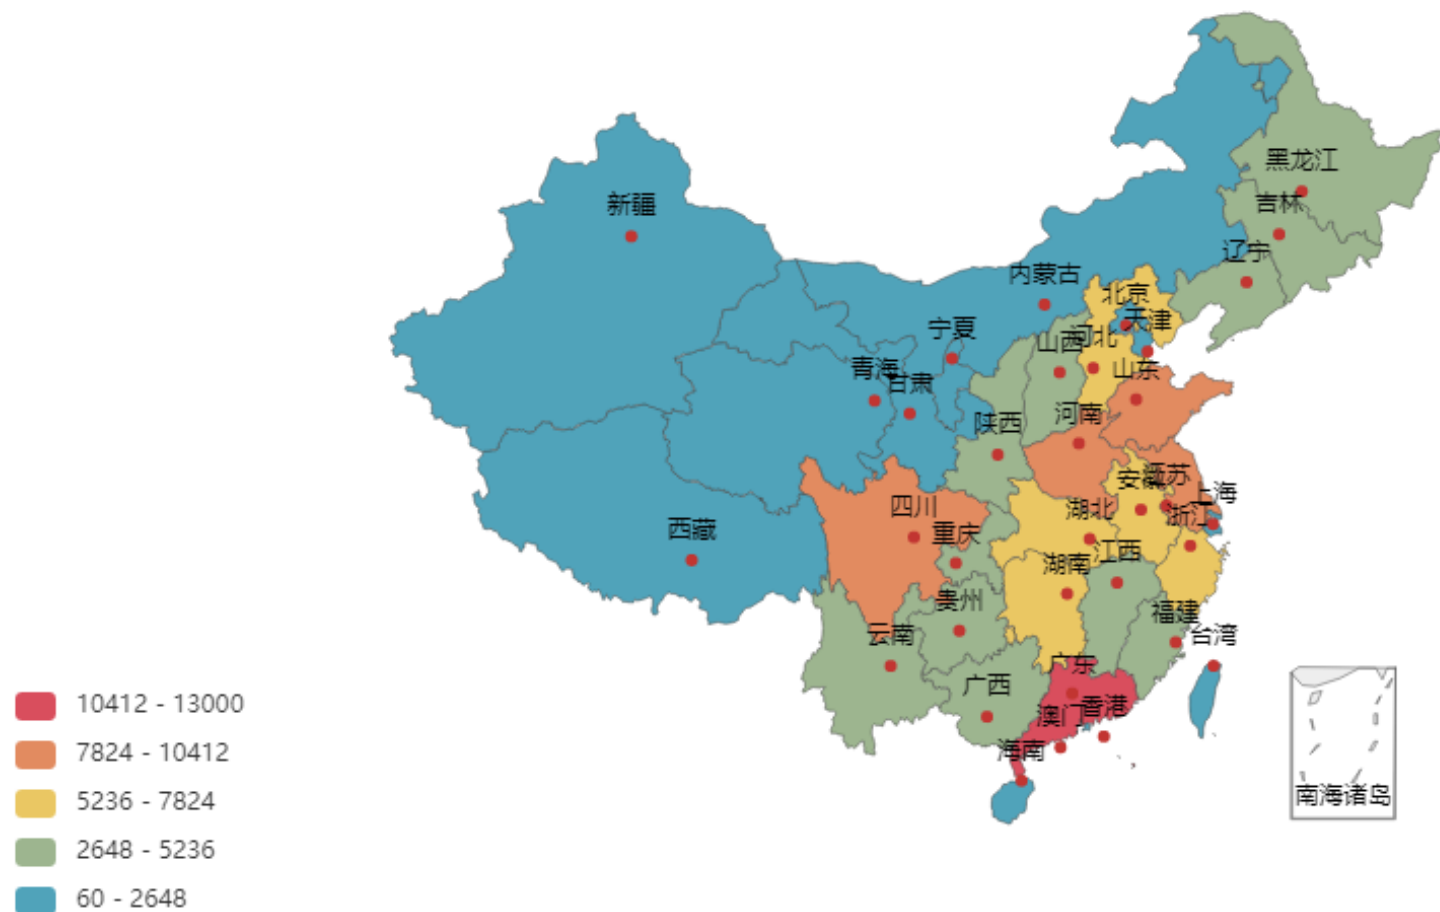 黑龙江
吉林
新疆
辽宁
内蒙古
北京
天津
宁夏
河北
山西
青海
甘肃
山东
河南
陕西
江苏
安徽
上海
四川
湖北
浙江
西藏
重庆
江西
湖南
贵州
福建
云南
台湾
广东
广西
香港
澳门
海南
南海诸岛
10412 - 13000
7824 - 10412
5236 - 7824
2648 - 5236
60 - 2648